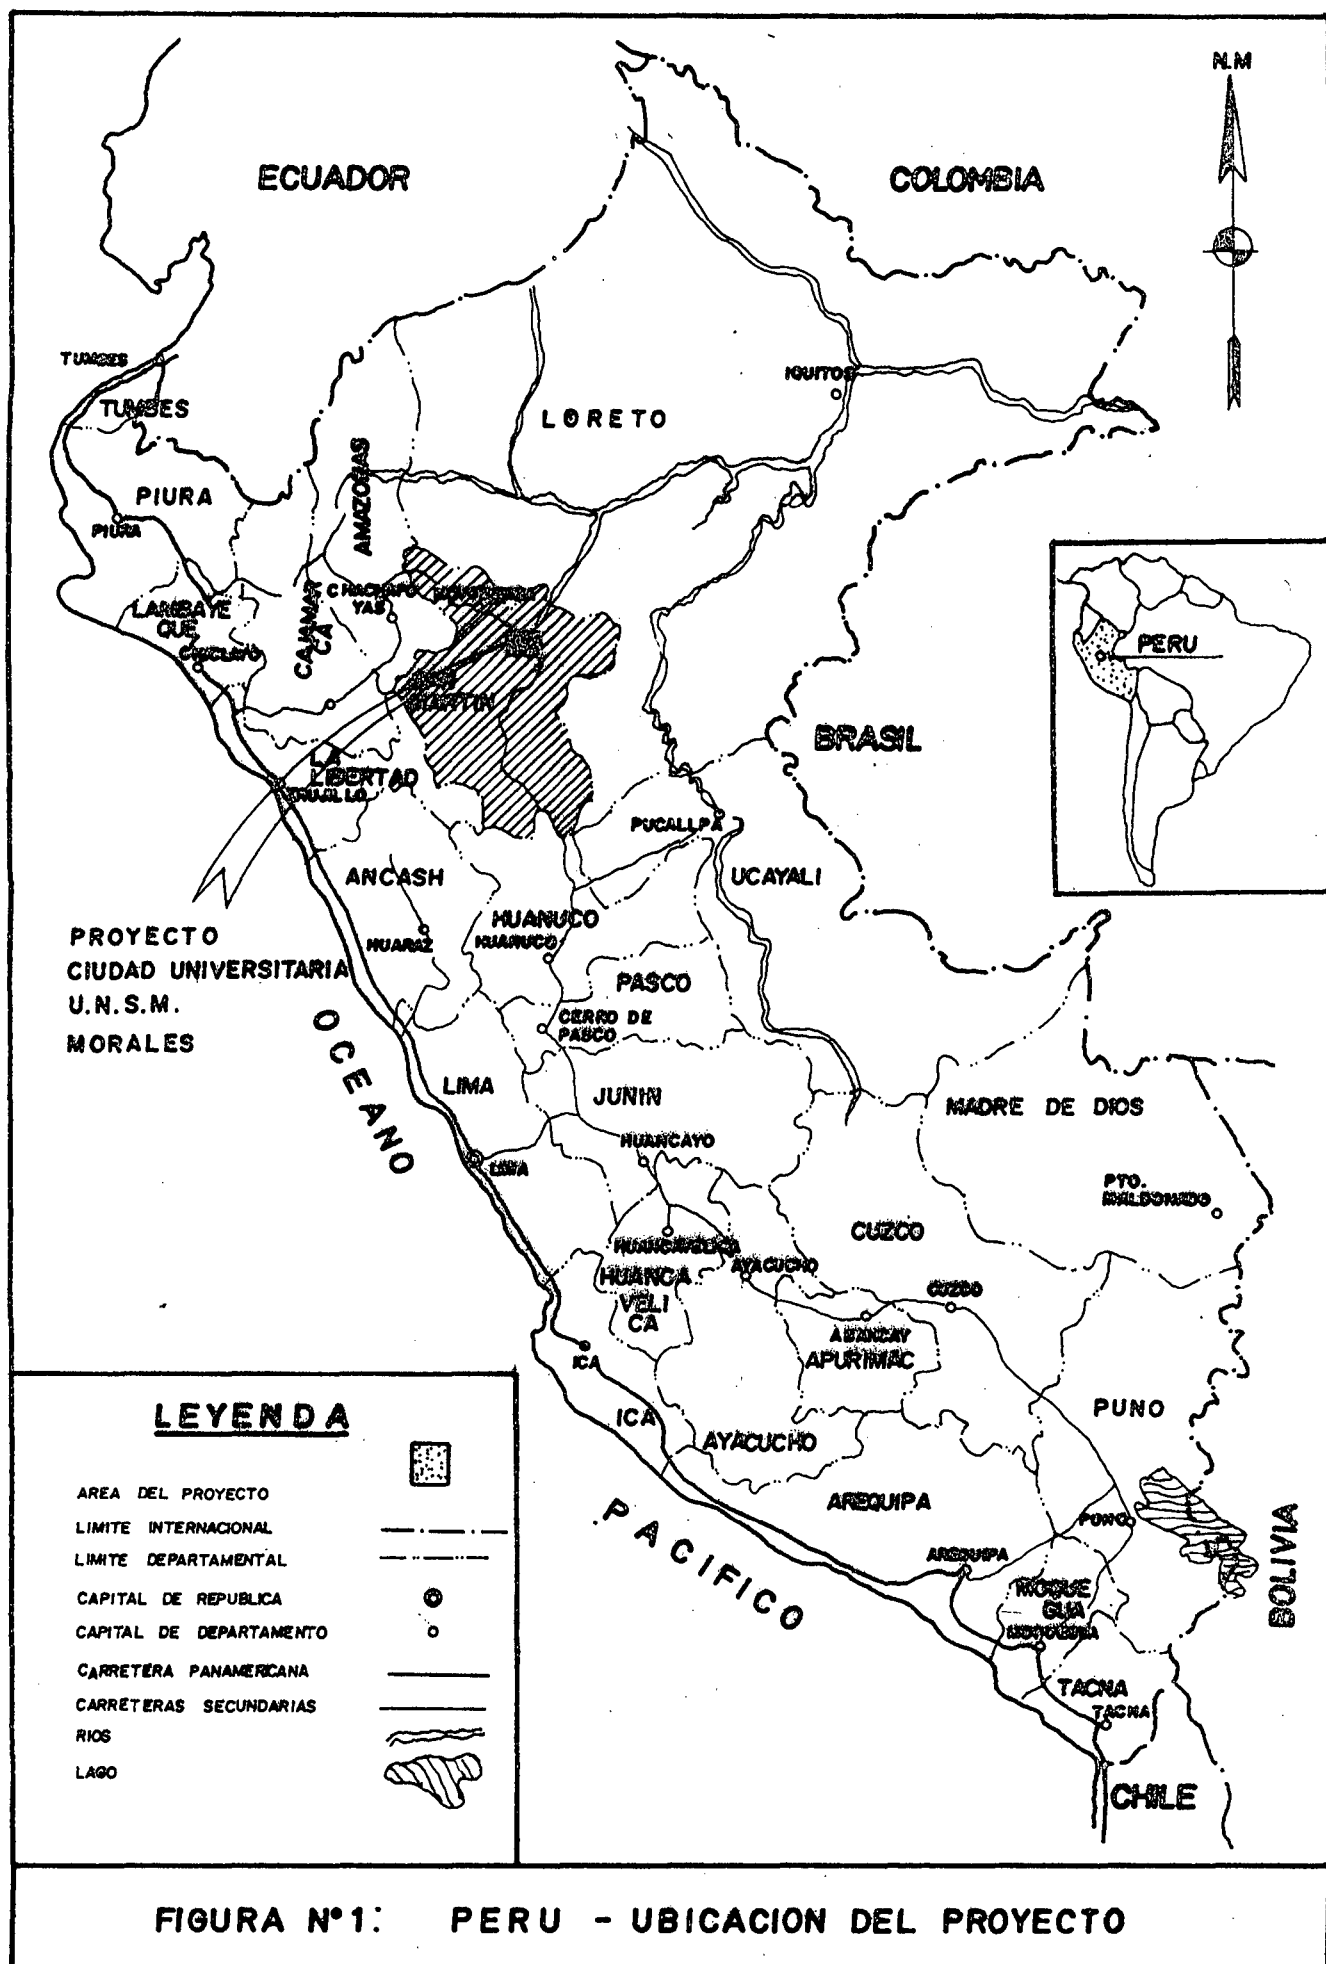 N.M
ECUADOR
COLOMBIA
TUMBES
TUMBES
IQUITOS
LORETO
AMAZONAS
PIURA
PIURA
CHACHAPO
YAS
MOYOBAMBA
LAMBAYE
QUE
CAJAMAR
CA
CHICLAYO
PERU
SAN
MARTIN
BRASIL
LA
LIBERTAD
TRUJILLO
PUCALLPA
ANCASH
UCAYALI
HUANUCO
HUARAZ
HUANUCO
PROYECTO
CIUDAD UNIVERSITARIA
U.N.S.M.
MORALES
PASCO
CERRO DE
PASCO
OCEANO
LIMA
JUNIN
MADRE DE DIOS
HUANCAYO
LIMA
PTO.
MALDONADO
CUZCO
HUANCAVELICA
AYACUCHO
HUANCA
VELI
CA
CUZCO
ABANCAY
APURIMAC
ICA
ICA
PUNO
AYACUCHO
AREQUIPA
PUNO
PACIFICO
AREQUIPA
BOLIVIA
MOQUE
GUA
MOQUEGUA
TACNA
TACNA
CHILE
LEYENDA
AREA DEL PROYECTO
LIMITE INTERNACIONAL
LIMITE DEPARTAMENTAL
CAPITAL DE REPUBLICA
CAPITAL DE DEPARTAMENTO
CARRETERA PANAMERICANA
CARRETERAS SECUNDARIAS
RIOS
LAGO
FIGURA N°1: PERU - UBICACION DEL PROYECTO